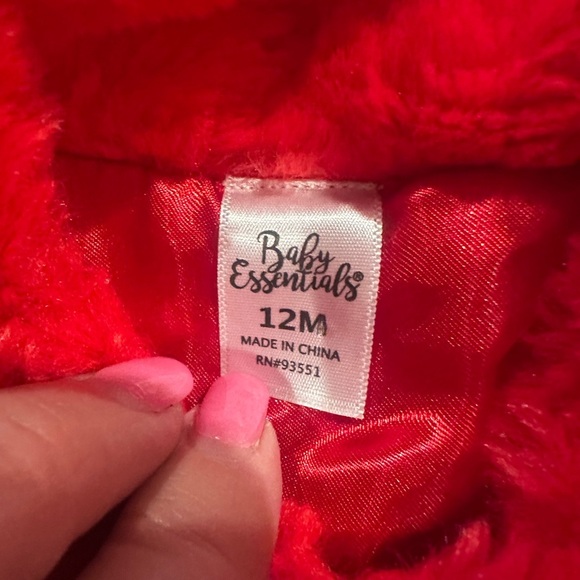 Baby
Essentials®
12M
MADE IN CHINA
RN#93551